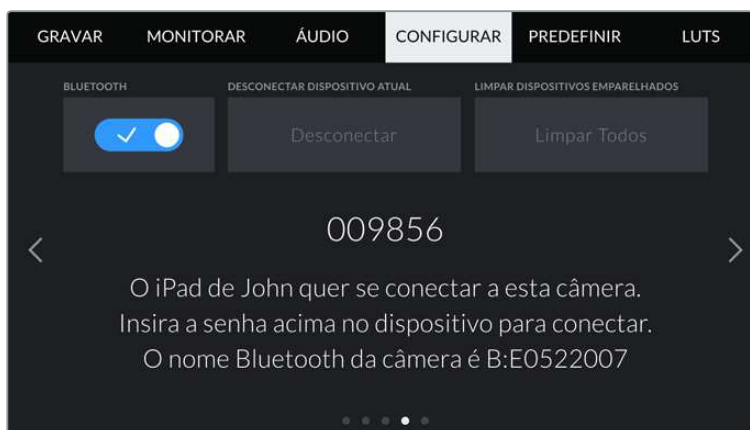 GRAVAR MONITORAR ÁUDIO CONFIGURAR PREDEFINIR LUTS
BLUETOOTH DESCONECTAR DISPOSITIVO ATUAL LIMPAR DISPOSITIVOS EMPARELHADOS
Desconectar Limpar Todos
009856
O iPad de John quer se conectar a esta câmera.
Insira a senha acima no dispositivo para conectar.
O nome Bluetooth da câmera é B:E0522007